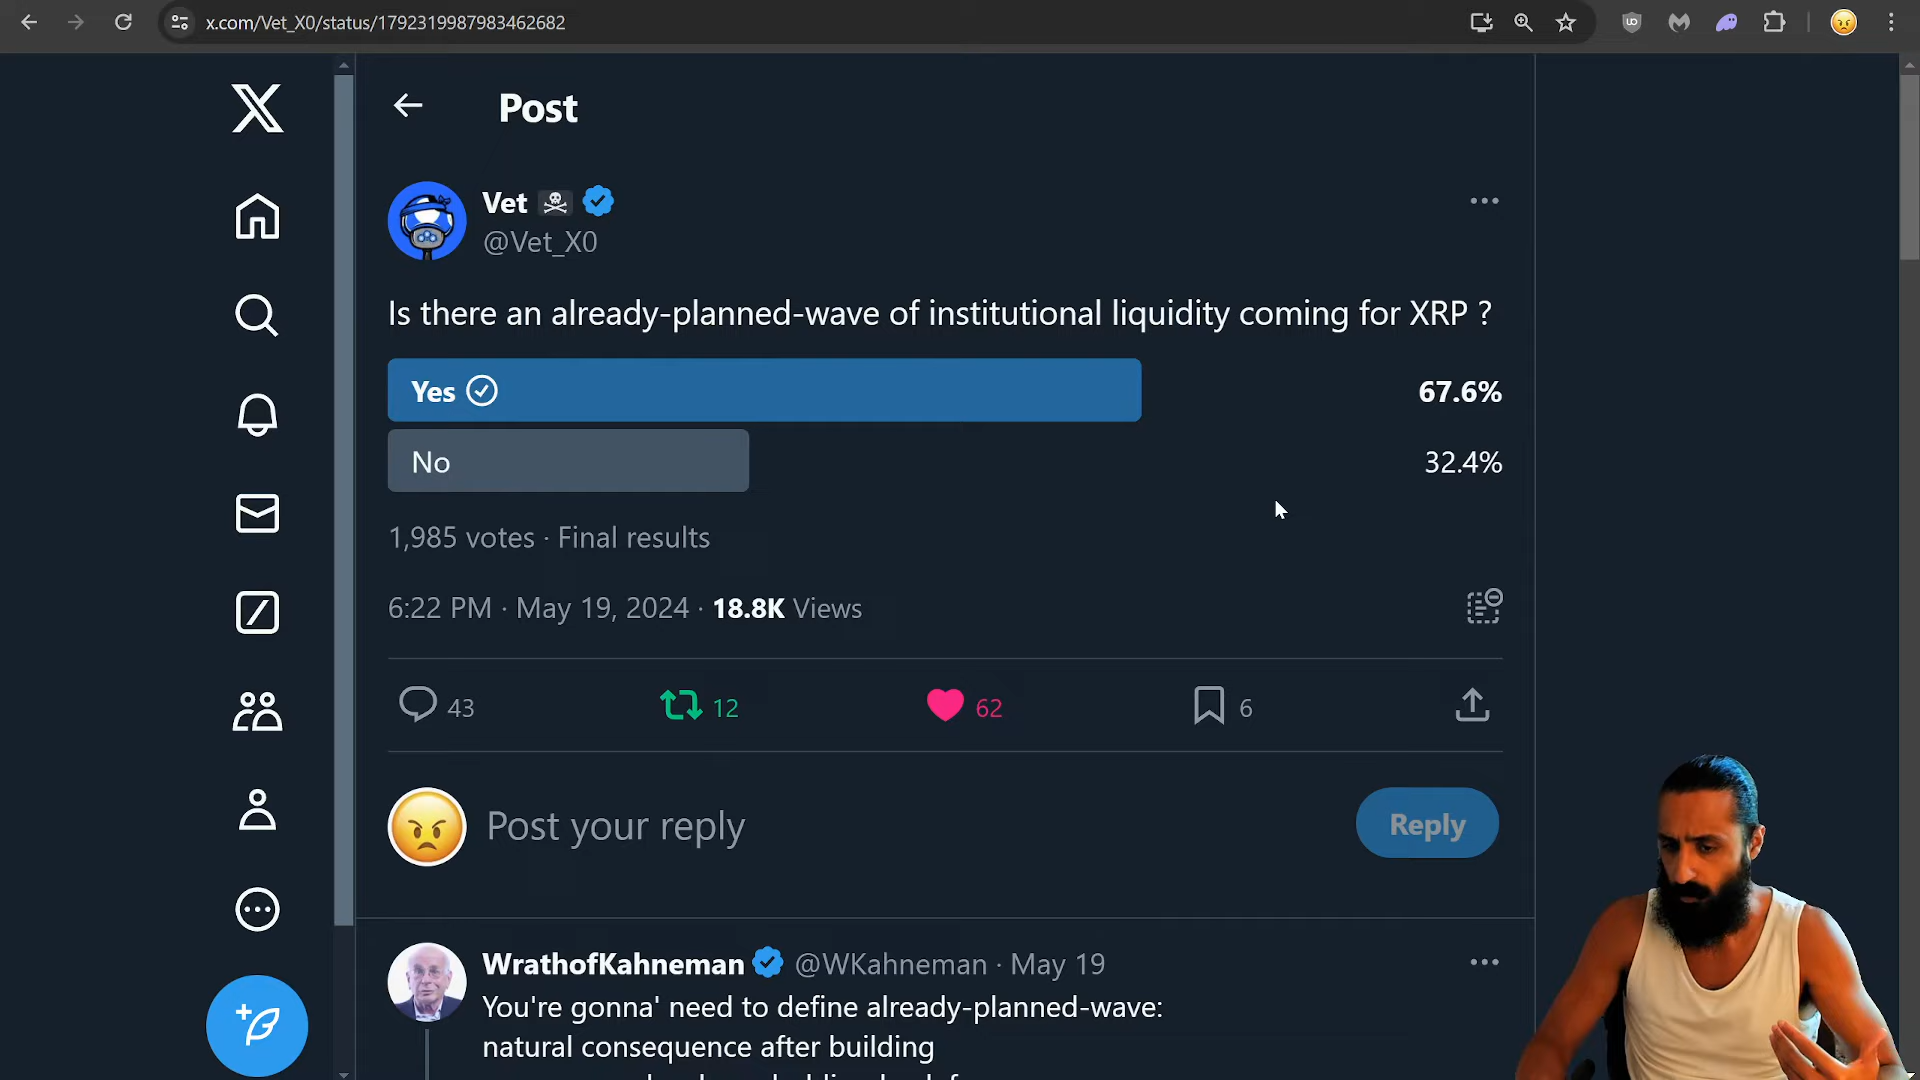 x.com/Vet_X0/status/1792319987983462682
Post
Vet ☠
@Vet_X0
Is there an already-planned-wave of institutional liquidity coming for XRP ?
Yes 67.6%
No 32.4%
1,985 votes · Final results
6:22 PM · May 19, 2024 · 18.8K Views
43 12 62 6
Post your reply
Reply
WrathofKahneman @WKahneman · May 19
You're gonna' need to define already-planned-wave:
natural consequence after building